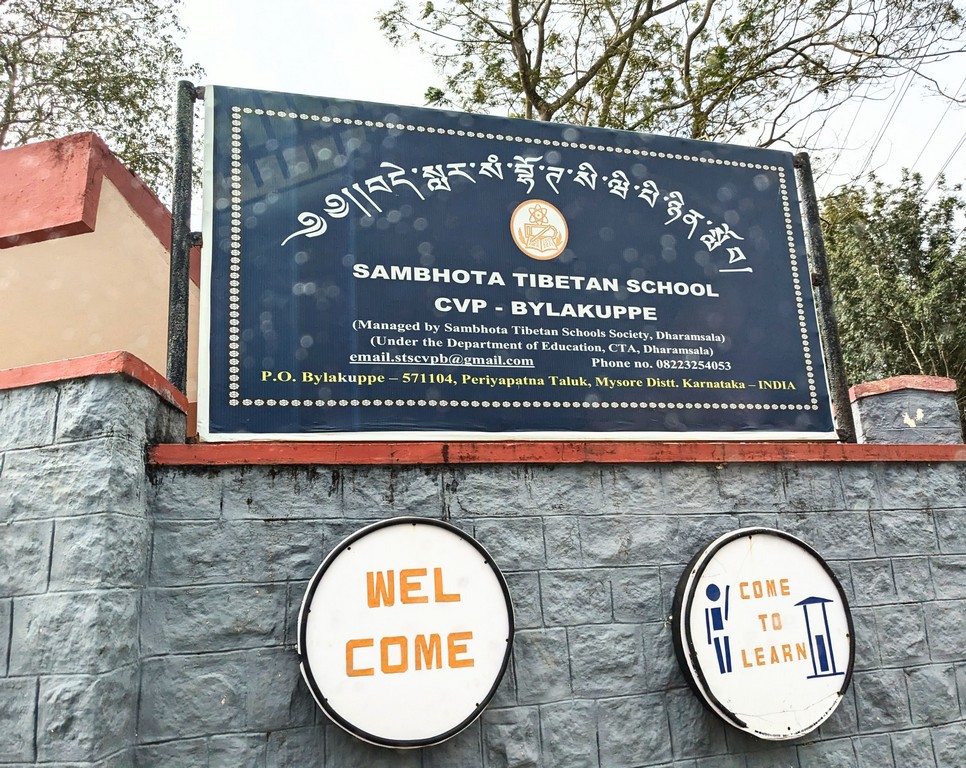 ༄༅།།བདེ་སླར་སཾ་བྷོ་ཊ་སི་ཝི་པི་ཉིན་སློབ།
SAMBHOTA TIBETAN SCHOOL
CVP - BYLAKUPPE
(Managed by Sambhota Tibetan Schools Society, Dharamsala)
(Under the Department of Education, CTA, Dharamsala)
email.stscvpb@gmail.com Phone no. 08223254053
P.O. Bylakuppe – 571104, Periyapatna Taluk, Mysore Distt. Karnataka – INDIA
WEL
COME
COME
TO
LEARN